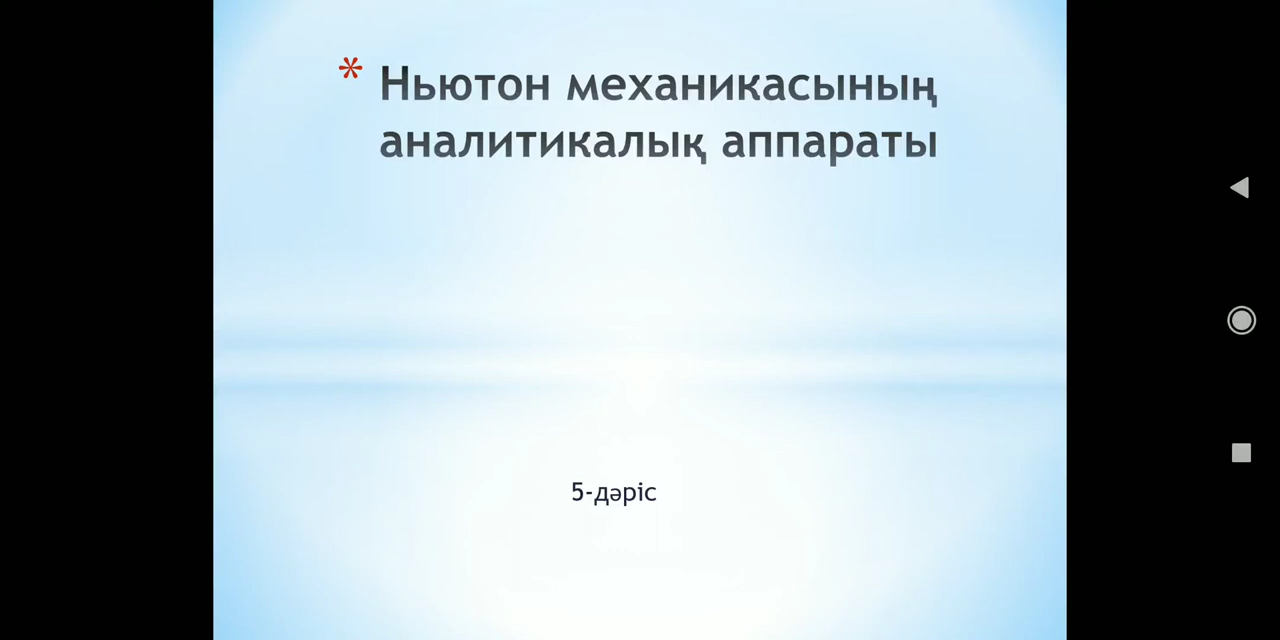 * Ньютон механикасының
аналитикалық аппараты
5-дәріс